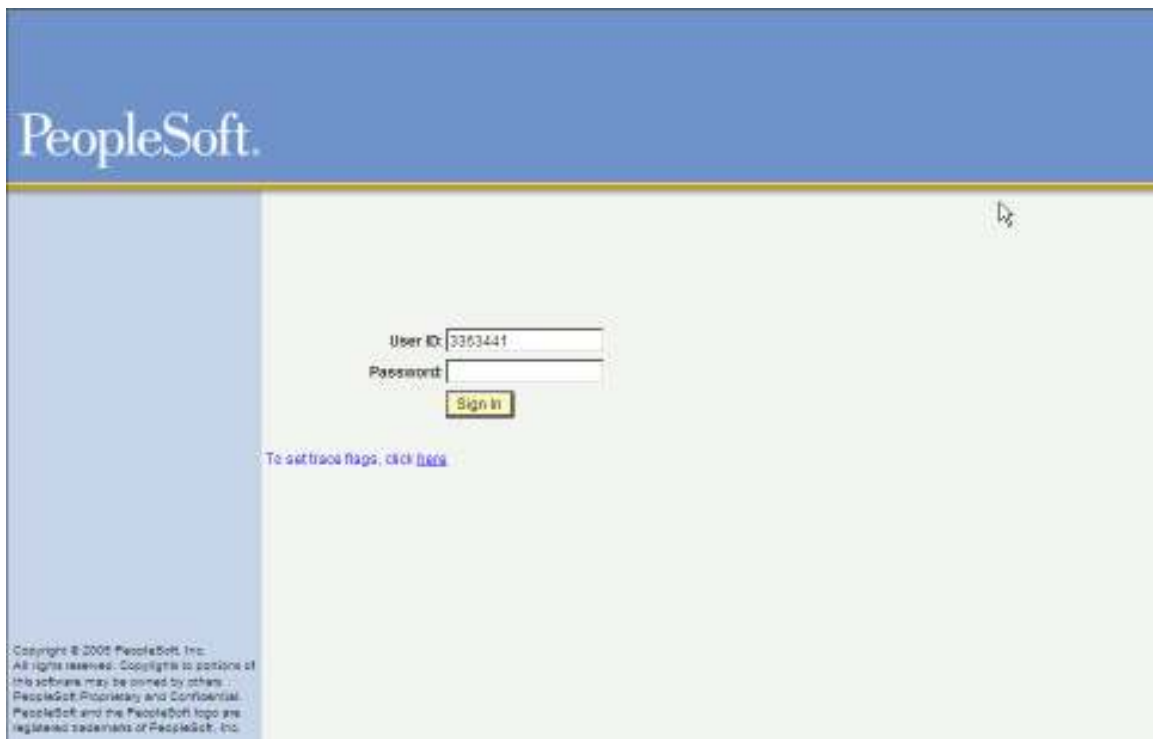 PeopleSoft.
User ID:
Password:
Sign In
To set trace flags, click here
Copyright © PeopleSoft, Inc.
All rights reserved. Copyrights to portions of
this software may be owned by others
PeopleSoft Proprietary and Confidential.
PeopleSoft and the PeopleSoft logo are
registered trademarks of PeopleSoft, Inc.